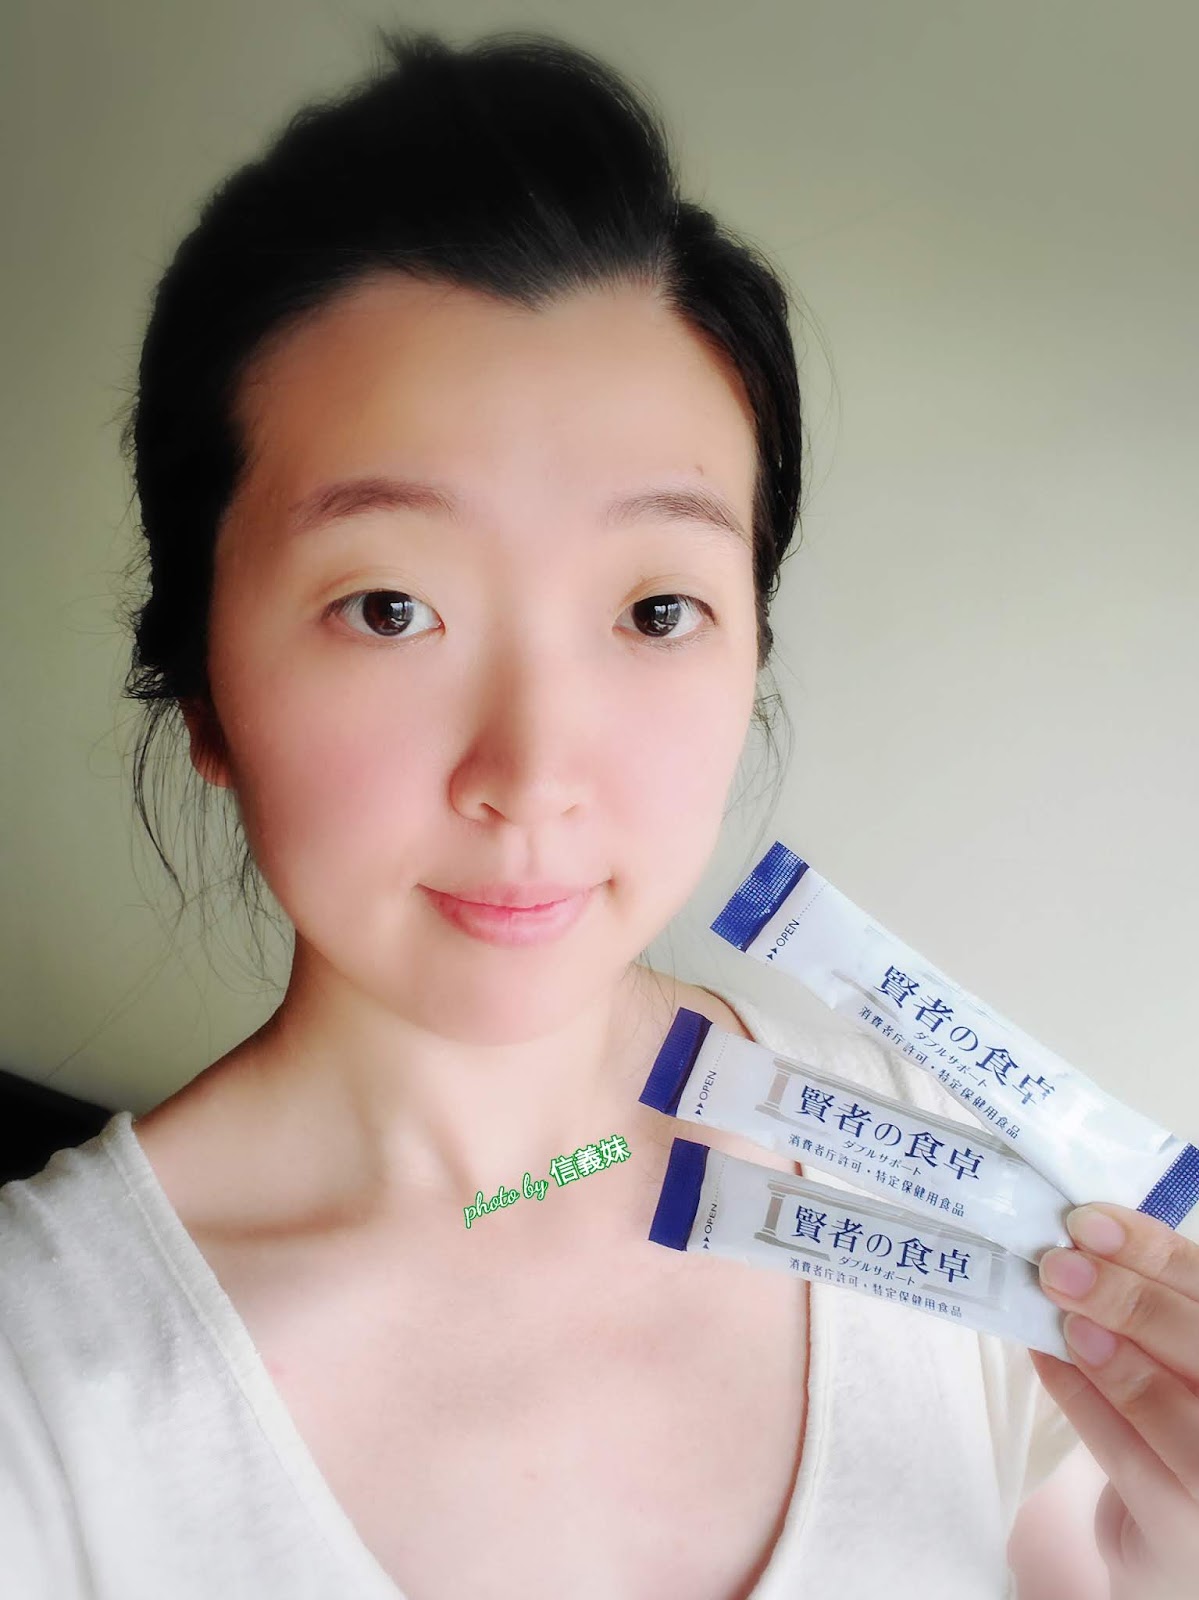 OPEN
賢者の食卓
ダブルサポート
消費者庁許可・特定保健用食品
OPEN
賢者の食卓
ダブルサポート
消費者庁許可・特定保健用食品
photo by 信義妹
OPEN
賢者の食卓
ダブルサポート
消費者庁許可・特定保健用食品